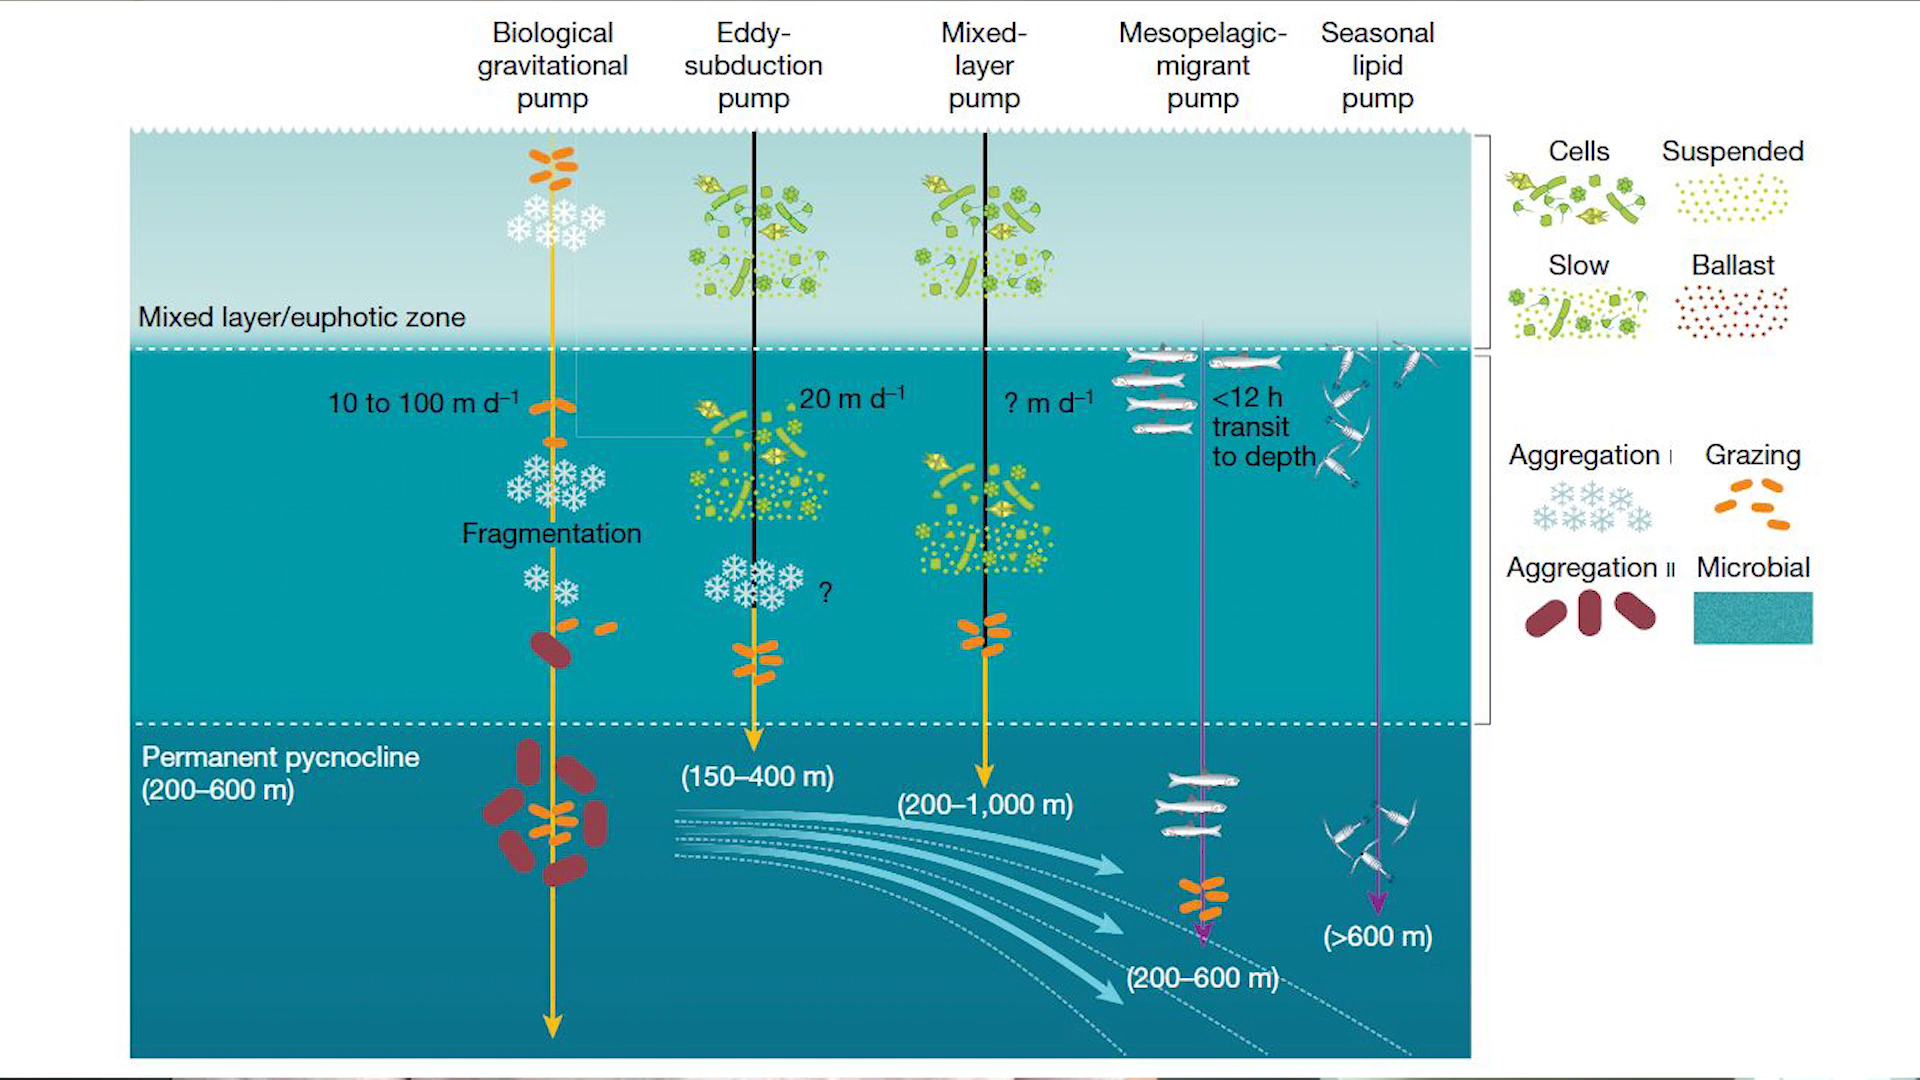 Biological
gravitational
pump
Eddy-
subduction
pump
Mixed-
layer
pump
Mesopelagic-
migrant
pump
Seasonal
lipid
pump
Cells
Suspended
Slow
Ballast
Mixed layer/euphotic zone
10 to 100 m d⁻¹
20 m d⁻¹
? m d⁻¹
<12 h
transit
to depth
Aggregation I
Grazing
Fragmentation
Aggregation II
Microbial
?
Permanent pycnocline
(200–600 m)
(150–400 m)
(200–1,000 m)
(>600 m)
(200–600 m)